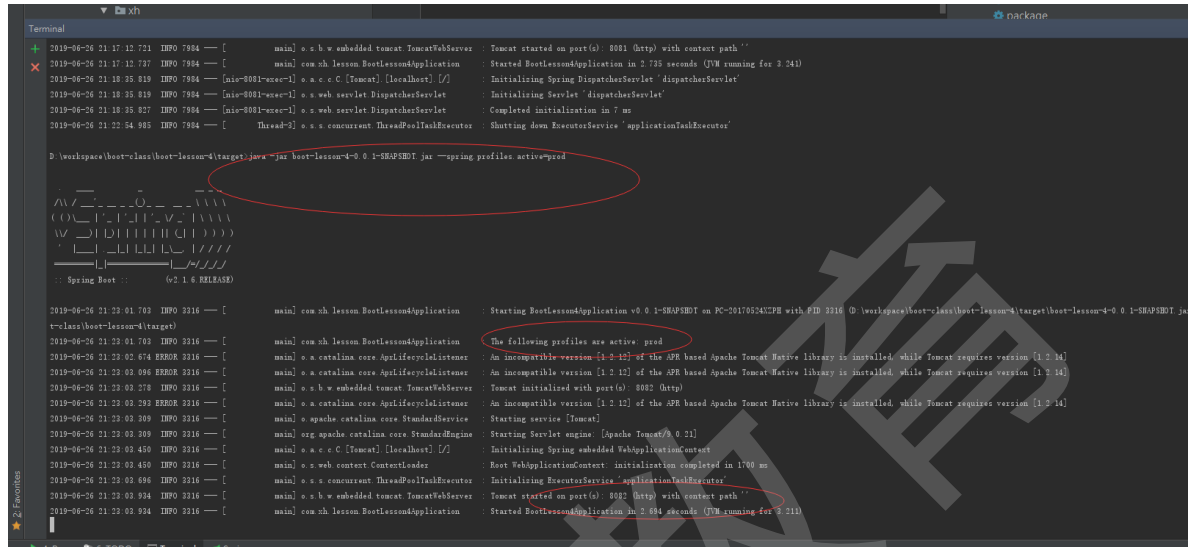 xh
package
Terminal
2019-06-26 21:17:12.721 INFO 7984 --- [ main] o.s.b.w.embedded.tomcat.TomcatWebServer : Tomcat started on port(s): 8081 (http) with context path ''
2019-06-26 21:17:12.737 INFO 7984 --- [ main] com.xh.lesson.BootLesson4Application : Started BootLesson4Application in 2.735 seconds (JVM running for 3.241)
2019-06-26 21:18:35.819 INFO 7984 --- [nio-8081-exec-1] o.a.c.c.C.[Tomcat].[localhost].[/] : Initializing Spring DispatcherServlet 'dispatcherServlet'
2019-06-26 21:18:35.819 INFO 7984 --- [nio-8081-exec-1] o.s.web.servlet.DispatcherServlet : Initializing Servlet 'dispatcherServlet'
2019-06-26 21:18:35.827 INFO 7984 --- [nio-8081-exec-1] o.s.web.servlet.DispatcherServlet : Completed initialization in 7 ms
2019-06-26 21:22:54.985 INFO 7984 --- [ Thread-3] o.s.s.concurrent.ThreadPoolTaskExecutor : Shutting down ExecutorService 'applicationTaskExecutor'
D:\workspace\boot-class\boot-lesson-4\target>java -jar boot-lesson-4-0.0.1-SNAPSHOT.jar --spring.profiles.active=prod
:: Spring Boot :: (v2.1.6.RELEASE)
2019-06-26 21:23:01.703 INFO 3316 --- [ main] com.xh.lesson.BootLesson4Application : Starting BootLesson4Application v0.0.1-SNAPSHOT on PC-20170524XZPH with PID 3316 (D:\workspace\boot-class\boot-lesson-4\target\boot-lesson-4-0.0.1-SNAPSHOT.jar
t-class\boot-lesson-4\target)
2019-06-26 21:23:01.703 INFO 3316 --- [ main] com.xh.lesson.BootLesson4Application : The following profiles are active: prod
2019-06-26 21:23:02.674 ERROR 3316 --- [ main] o.a.catalina.core.AprLifecycleListener : An incompatible version [1.2.12] of the APR based Apache Tomcat Native library is installed, while Tomcat requires version [1.2.14]
2019-06-26 21:23:03.096 ERROR 3316 --- [ main] o.a.catalina.core.AprLifecycleListener : An incompatible version [1.2.12] of the APR based Apache Tomcat Native library is installed, while Tomcat requires version [1.2.14]
2019-06-26 21:23:03.278 INFO 3316 --- [ main] o.s.b.w.embedded.tomcat.TomcatWebServer : Tomcat initialized with port(s): 8082 (http)
2019-06-26 21:23:03.293 ERROR 3316 --- [ main] o.a.catalina.core.AprLifecycleListener : An incompatible version [1.2.12] of the APR based Apache Tomcat Native library is installed, while Tomcat requires version [1.2.14]
2019-06-26 21:23:03.309 INFO 3316 --- [ main] o.apache.catalina.core.StandardService : Starting service [Tomcat]
2019-06-26 21:23:03.309 INFO 3316 --- [ main] org.apache.catalina.core.StandardEngine : Starting Servlet engine: [Apache Tomcat/9.0.21]
2019-06-26 21:23:03.450 INFO 3316 --- [ main] o.a.c.c.C.[Tomcat].[localhost].[/] : Initializing Spring embedded WebApplicationContext
2019-06-26 21:23:03.450 INFO 3316 --- [ main] o.s.web.context.ContextLoader : Root WebApplicationContext: initialization completed in 1700 ms
2019-06-26 21:23:03.696 INFO 3316 --- [ main] o.s.s.concurrent.ThreadPoolTaskExecutor : Initializing ExecutorService 'applicationTaskExecutor'
2019-06-26 21:23:03.934 INFO 3316 --- [ main] o.s.b.w.embedded.tomcat.TomcatWebServer : Tomcat started on port(s): 8082 (http) with context path ''
2019-06-26 21:23:03.934 INFO 3316 --- [ main] com.xh.lesson.BootLesson4Application : Started BootLesson4Application in 2.694 seconds (JVM running for 3.211)
2: Favorites
育